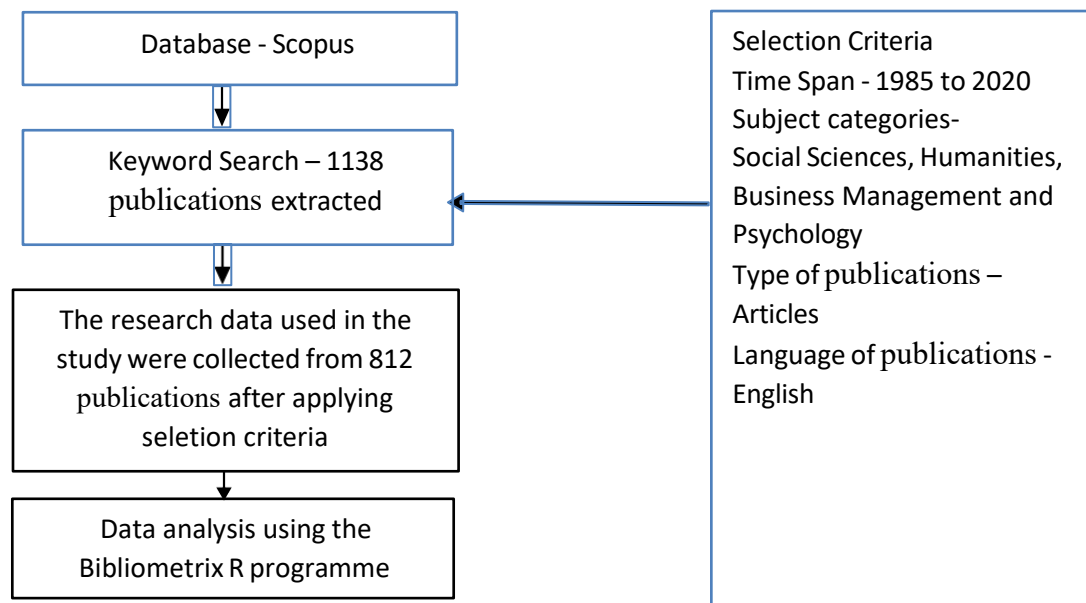 Database - Scopus
Keyword Search – 1138
publications extracted
The research data used in the
study were collected from 812
publications after applying
seletion criteria
Data analysis using the
Bibliometrix R programme
Selection Criteria
Time Span - 1985 to 2020
Subject categories-
Social Sciences, Humanities,
Business Management and
Psychology
Type of publications –
Articles
Language of publications -
English